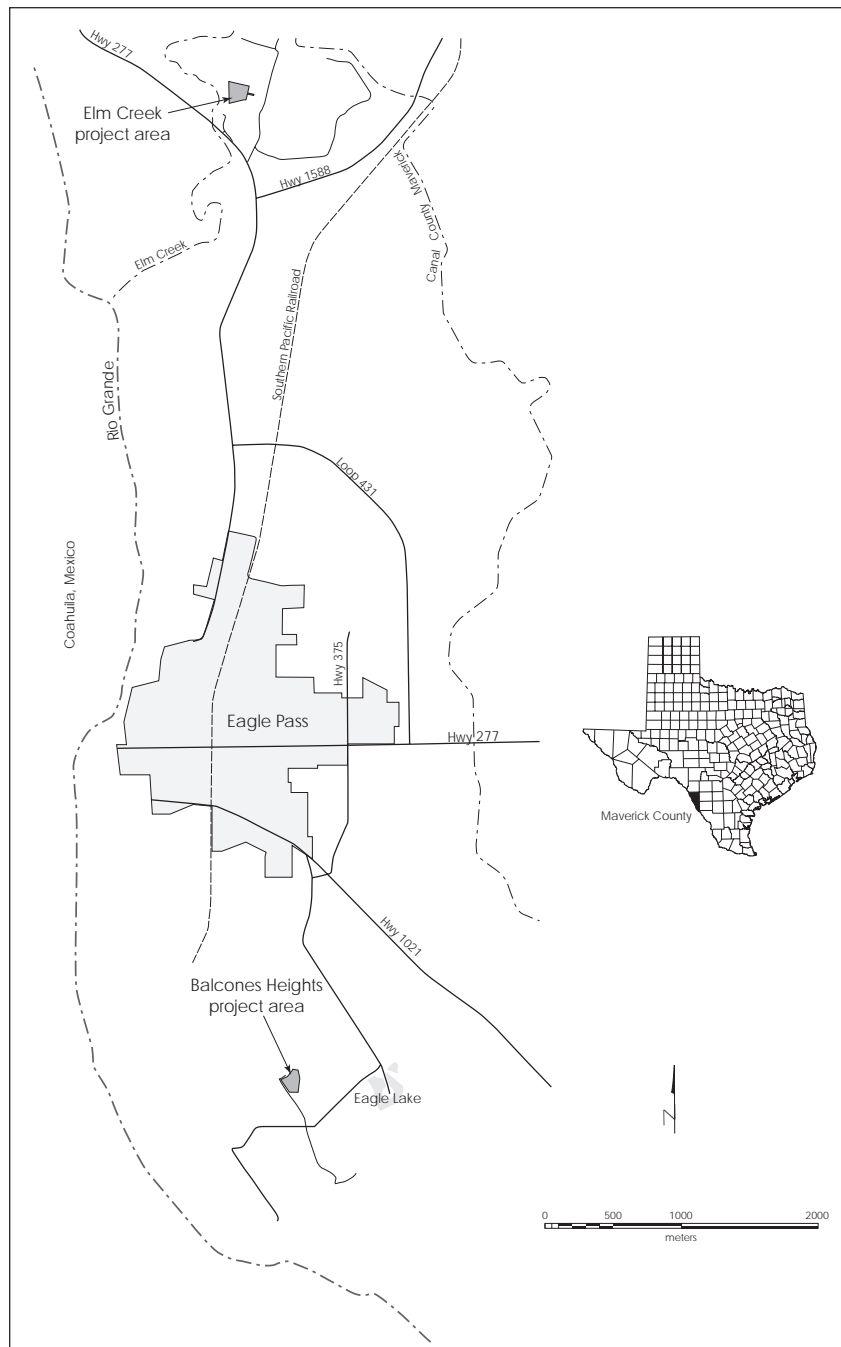 Hwy 277
Elm Creek
project area
Hwy 1588
Canal County Maverick
Elm Creek
Southern Pacific Railroad
Rio Grande
Loop 431
Coahuila, Mexico
Hwy 375
Eagle Pass
Hwy 277
Maverick County
Hwy 1021
Balcones Heights
project area
Eagle Lake
N
0 500 1000 2000
meters